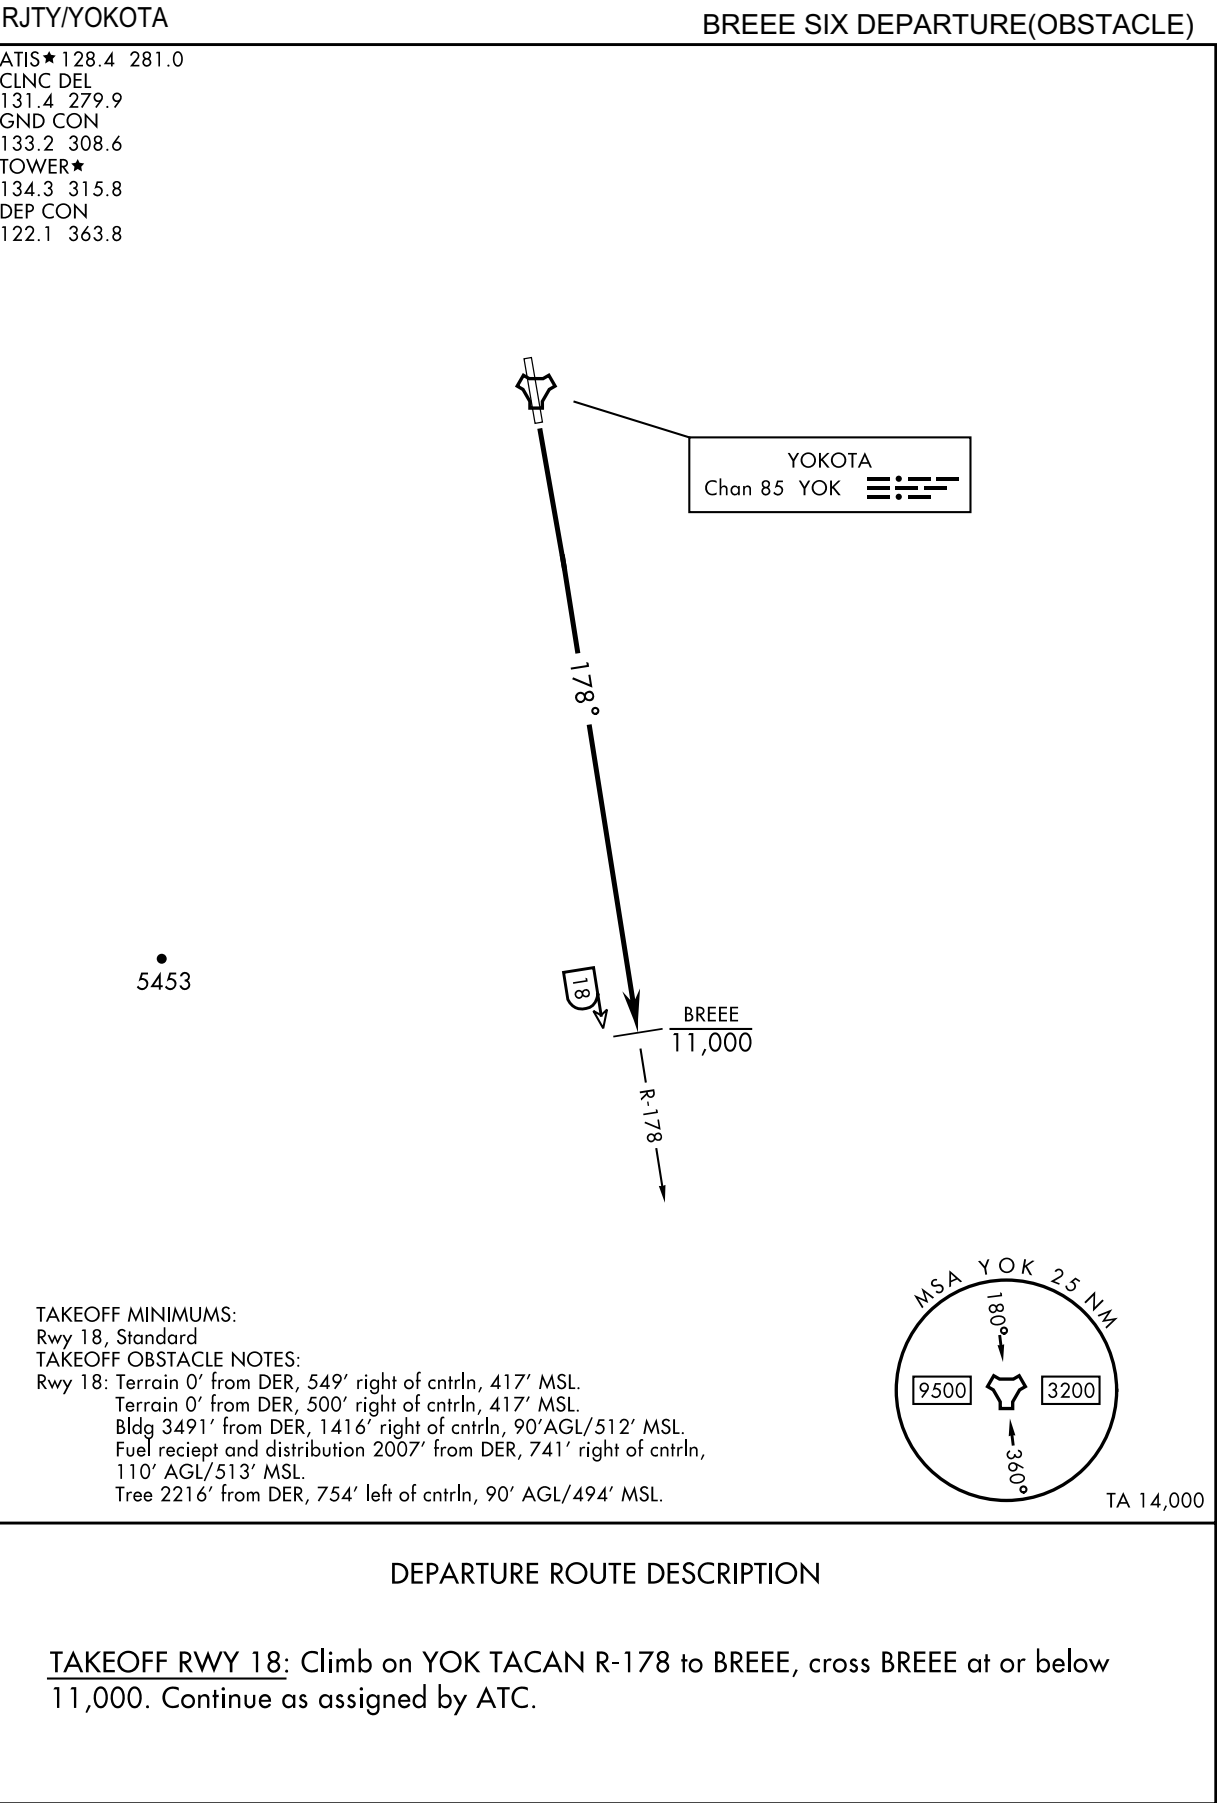 RJTY/YOKOTA
BREEE SIX DEPARTURE(OBSTACLE)
ATIS★128.4 281.0
CLNC DEL
131.4 279.9
GND CON
133.2 308.6
TOWER★
134.3 315.8
DEP CON
122.1 363.8
YOKOTA
Chan 85 YOK
178°
5453
18
BREEE
11,000
R-178
TAKEOFF MINIMUMS:
Rwy 18, Standard
TAKEOFF OBSTACLE NOTES:
Rwy 18: Terrain 0' from DER, 549' right of cntrln, 417' MSL.
Terrain 0' from DER, 500' right of cntrln, 417' MSL.
Bldg 3491' from DER, 1416' right of cntrln, 90'AGL/512' MSL.
Fuel reciept and distribution 2007' from DER, 741' right of cntrln,
110' AGL/513' MSL.
Tree 2216' from DER, 754' left of cntrln, 90' AGL/494' MSL.
MSA YOK 25 NM
180°
9500
3200
360°
TA 14,000
DEPARTURE ROUTE DESCRIPTION
TAKEOFF RWY 18: Climb on YOK TACAN R-178 to BREEE, cross BREEE at or below
11,000. Continue as assigned by ATC.